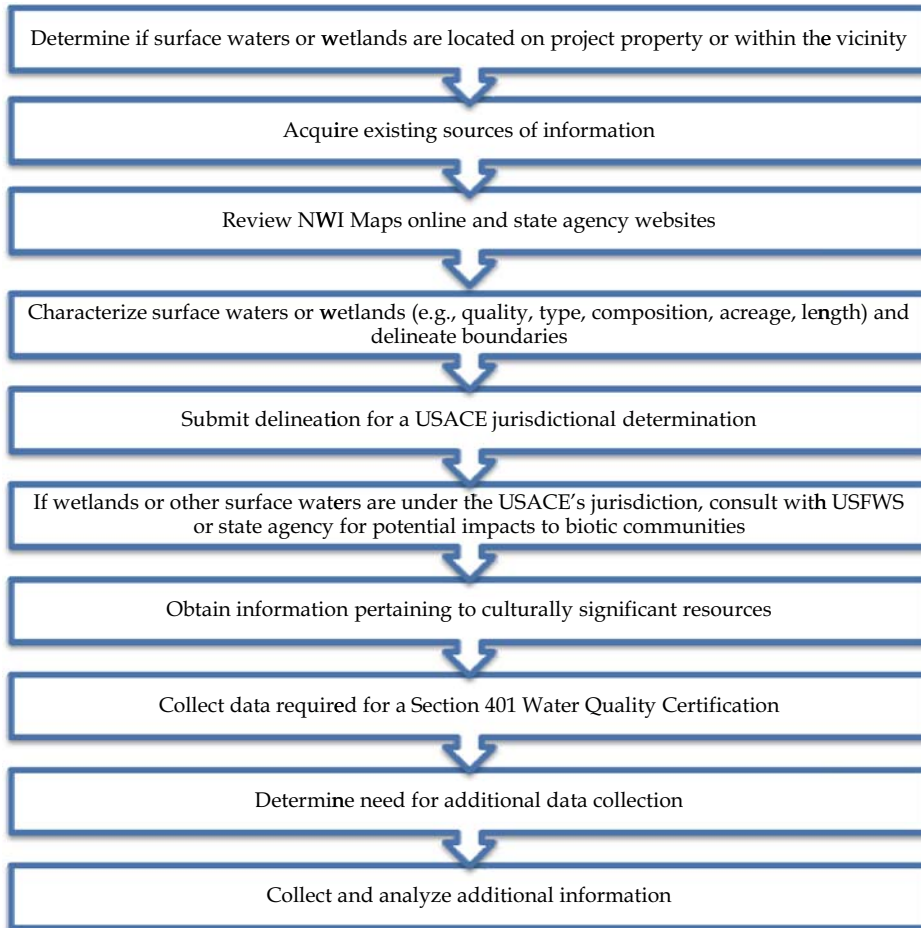 Determine if surface waters or wetlands are located on project property or within the vicinity
Acquire existing sources of information
Review NWI Maps online and state agency websites
Characterize surface waters or wetlands (e.g., quality, type, composition, acreage, length) and
delineate boundaries
Submit delineation for a USACE jurisdictional determination
If wetlands or other surface waters are under the USACE’s jurisdiction, consult with USFWS
or state agency for potential impacts to biotic communities
Obtain information pertaining to culturally significant resources
Collect data required for a Section 401 Water Quality Certification
Determine need for additional data collection
Collect and analyze additional information